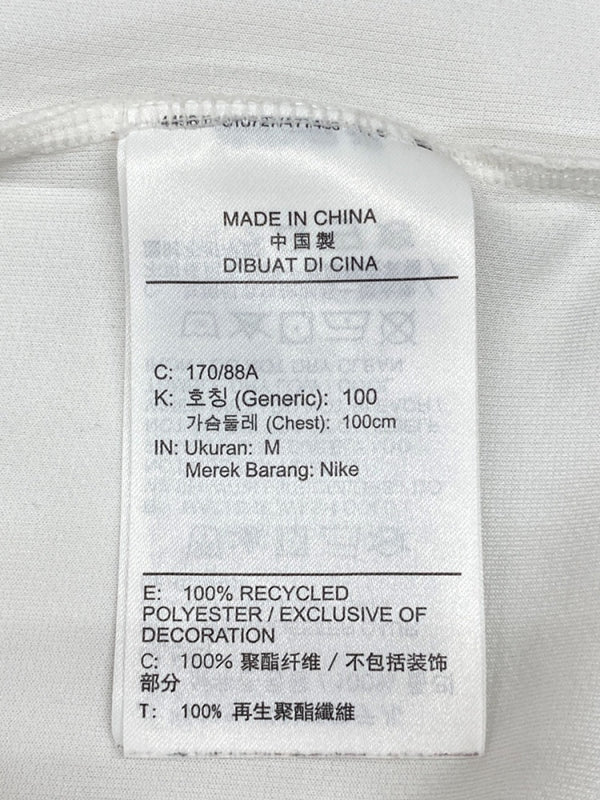 MADE IN CHINA
中国製
DIBUAT DI CINA
C: 170/88A
K: 호칭 (Generic): 100
가슴둘레 (Chest): 100cm
IN: Ukuran: M
Merek Barang: Nike
E: 100% RECYCLED
POLYESTER / EXCLUSIVE OF
DECORATION
C: 100% 聚酯纤维 / 不包括装饰
部分
T: 100% 再生聚酯纖維